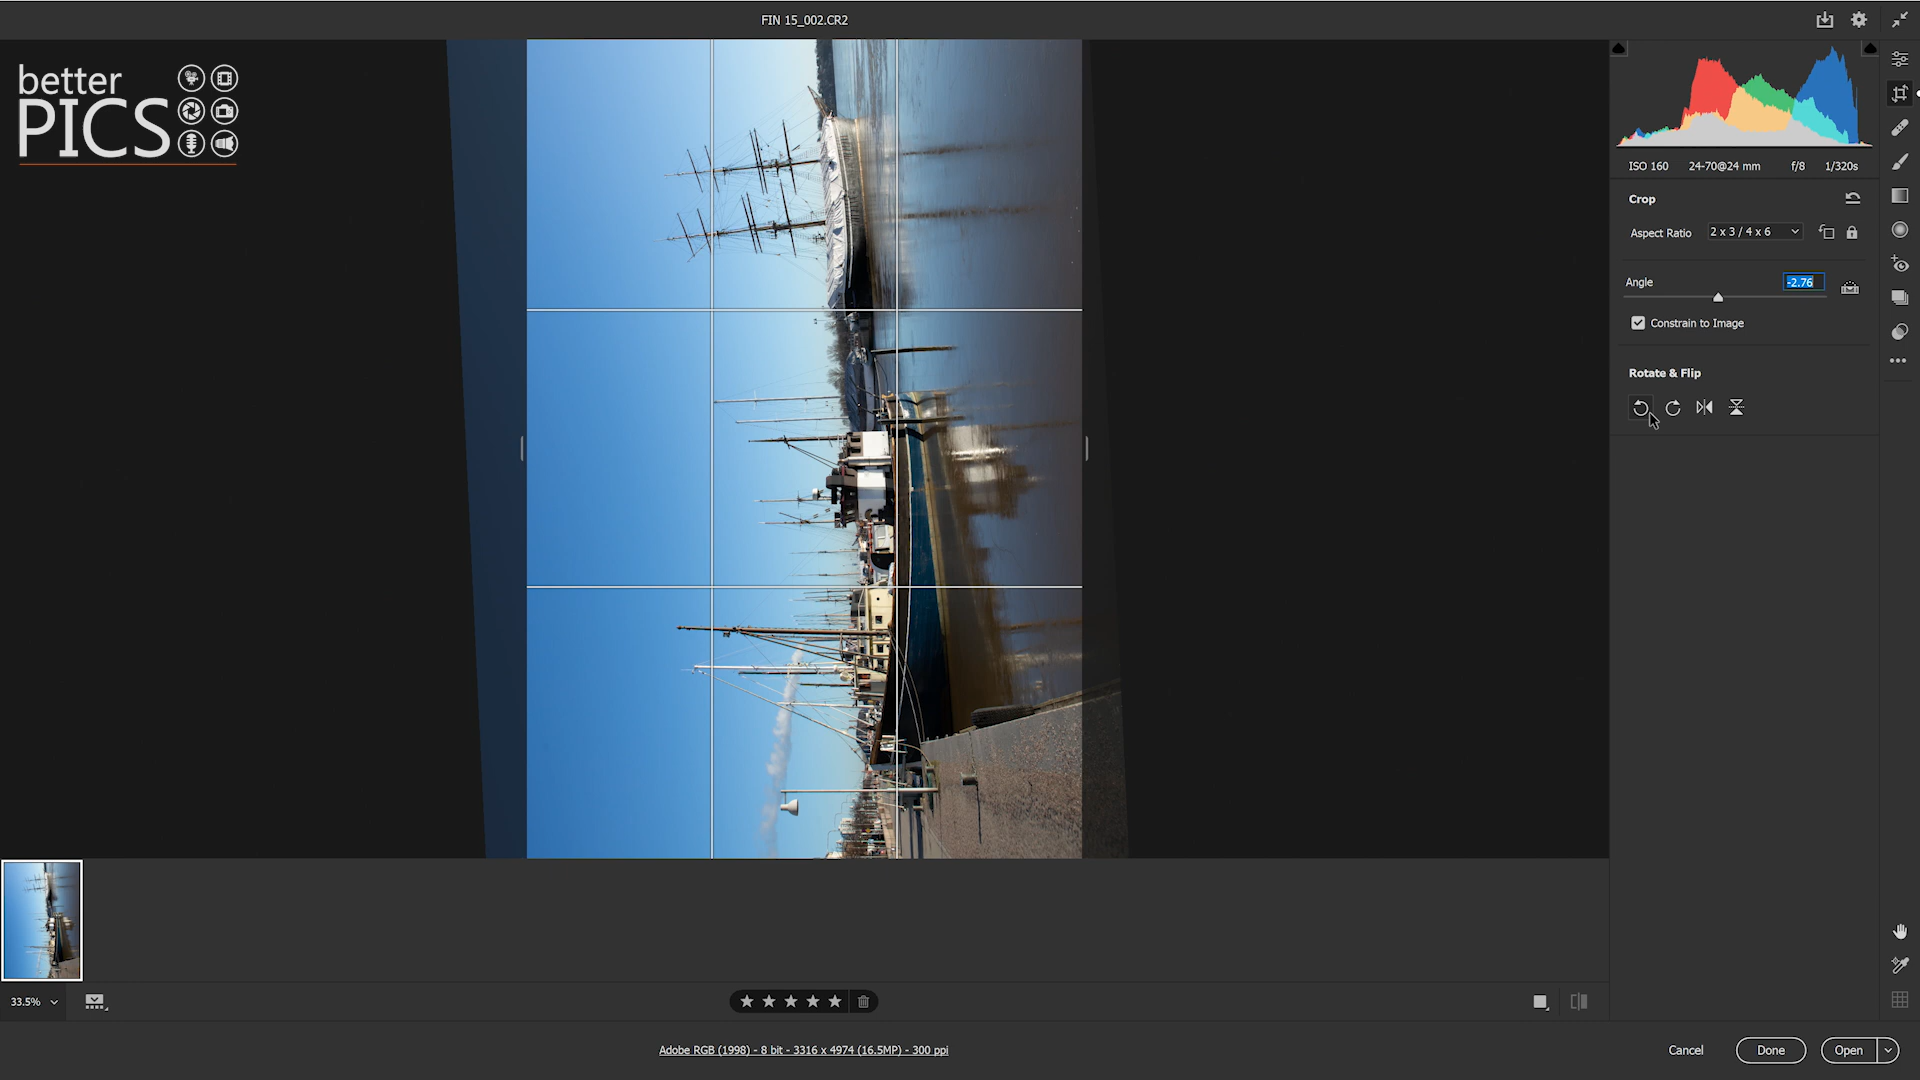 FIN 15_002.CR2
better
PICS
ISO 160 24-70@24 mm f/8 1/320s
Crop
Aspect Ratio 2 x 3 / 4 x 6
Angle -2.76
Constrain to Image
Rotate & Flip
33.5%
Adobe RGB (1998) - 8 bit - 3316 x 4974 (16.5MP) - 300 ppi
Cancel Done Open